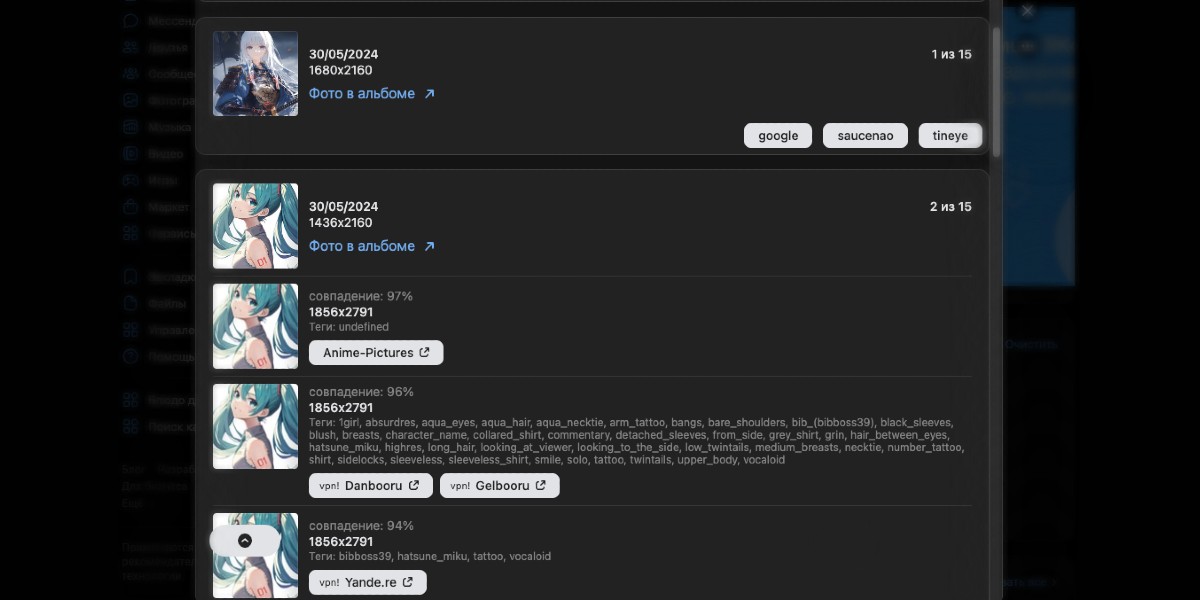 30/05/2024
1 из 15
1680x2160
Фото в альбоме
google
saucenao
tineye
30/05/2024
2 из 15
1436x2160
Фото в альбоме
01
совпадение: 97%
1856x2791
Теги: undefined
Anime-Pictures
01
совпадение: 96%
1856x2791
Теги: 1girl, absurdres, aqua_eyes, aqua_hair, aqua_necktie, arm_tattoo, bangs, bare_shoulders, bib_(bibboss39), black_sleeves,
blush, breasts, character_name, collared_shirt, commentary, detached_sleeves, from_side, grey_shirt, grin, hair_between_eyes,
hatsune_miku, highres, long_hair, looking_at_viewer, looking_to_the_side, low_twintails, medium_breasts, necktie, number_tattoo,
shirt, sidelocks, sleeveless, sleeveless_shirt, smile, solo, tattoo, twintails, upper_body, vocaloid
01
vpn! Danbooru
vpn! Gelbooru
совпадение: 94%
1856x2791
Теги: bibboss39, hatsune_miku, tattoo, vocaloid
vpn! Yande.re
01